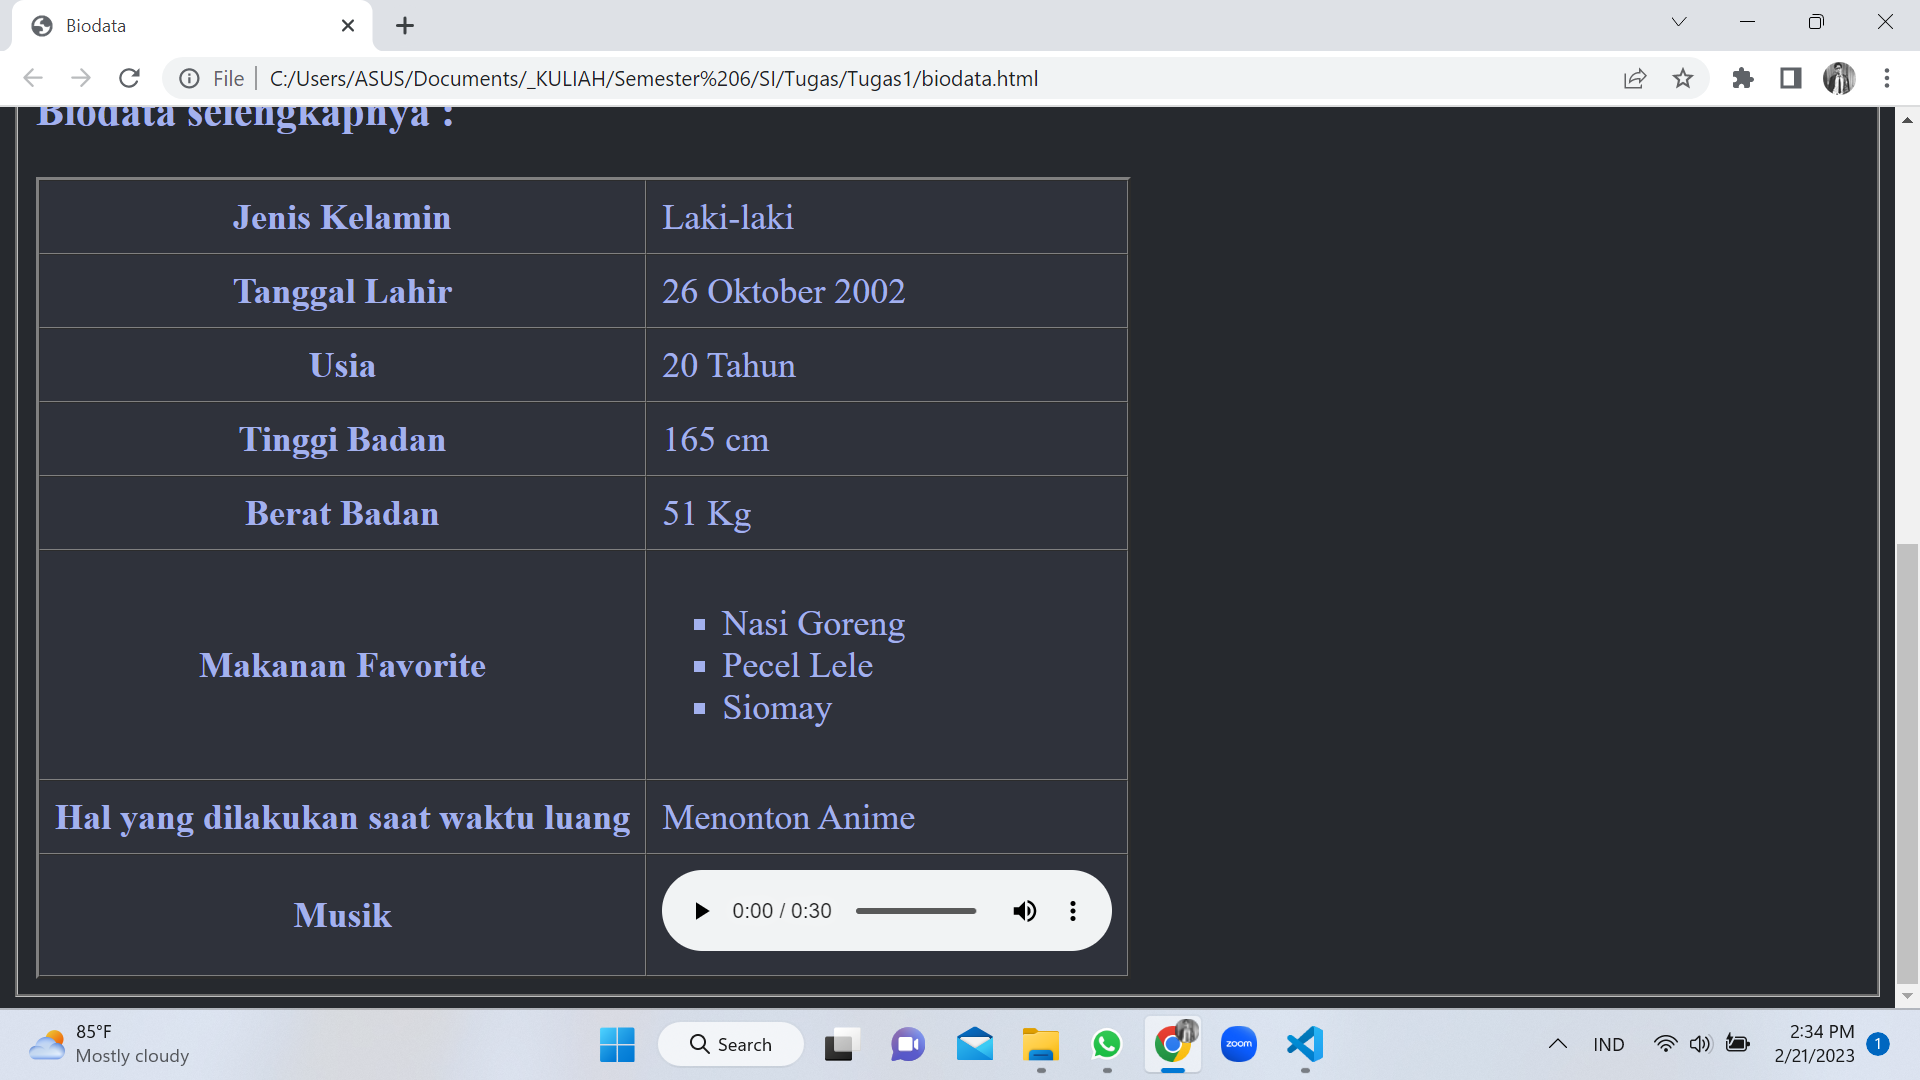 Biodata
File
C:/Users/ASUS/Documents/_KULIAH/Semester%206/SI/Tugas/Tugas1/biodata.html
Biodata selengkapnya :
Jenis Kelamin
Laki-laki
Tanggal Lahir
26 Oktober 2002
Usia
20 Tahun
Tinggi Badan
165 cm
Berat Badan
51 Kg
Makanan Favorite
Nasi Goreng
Pecel Lele
Siomay
Hal yang dilakukan saat waktu luang
Menonton Anime
Musik
0:00 / 0:30
85°F
Mostly cloudy
Search
zoom
IND
2:34 PM
2/21/2023
1